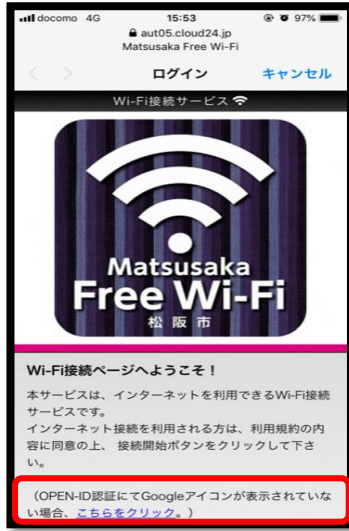 docomo 4G 15:53 97%
aut05.cloud24.jp
Matsusaka Free Wi-Fi
ログイン キャンセル
Wi-Fi接続サービス
Matsusaka
Free Wi-Fi
松阪市
Wi-Fi接続ページへようこそ！
本サービスは、インターネットを利用できるWi-Fi接続
サービスです。
インターネット接続を利用される方は、利用規約の内
容に同意の上、 接続開始ボタンをクリックして下さ
い。
（OPEN-ID認証にてGoogleアイコンが表示されていな
い場合、こちらをクリック。）